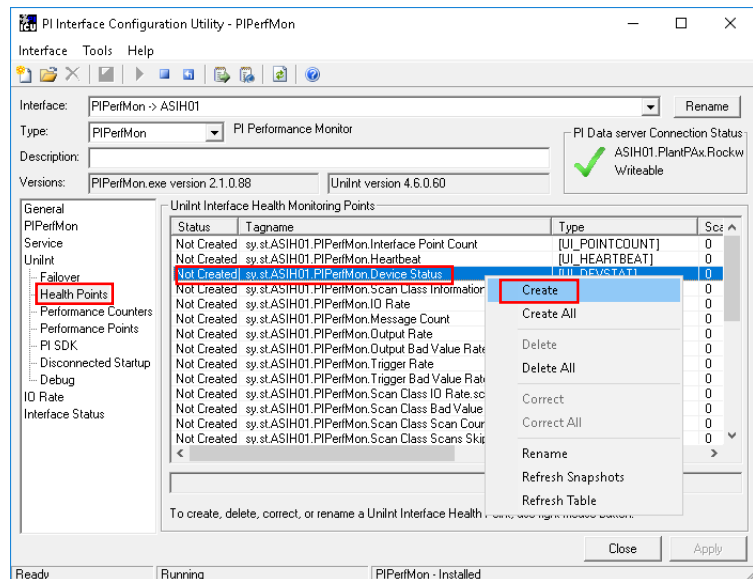 PI Interface Configuration Utility - PIPerfMon
Interface Tools Help
Interface: PIPerfMon -> ASIH01 Rename
Type: PIPerfMon PI Performance Monitor
PI Data server Connection Status
ASIH01.PlantPAx.Rockw
Writeable
Description:
Versions: PIPerfMon.exe version 2.1.0.88 UniInt version 4.6.0.60
General
PIPerfMon
Service
UniInt
Failover
Health Points
Performance Counters
Performance Points
PI SDK
Disconnected Startup
Debug
IO Rate
Interface Status
UniInt Interface Health Monitoring Points
Status Tagname Type Sca
Not Created sy.st.ASIH01.PIPerfMon.Interface Point Count [UI_POINTCOUNT] 0
Not Created sy.st.ASIH01.PIPerfMon.Heartbeat [UI_HEARTBEAT] 0
Not Created sy.st.ASIH01.PIPerfMon.Device Status [UI_DEVSTAT] 0
Not Created sy.st.ASIH01.PIPerfMon.Scan Class Information 0
Not Created sy.st.ASIH01.PIPerfMon.IO Rate 0
Not Created sy.st.ASIH01.PIPerfMon.Message Count 0
Not Created sy.st.ASIH01.PIPerfMon.Output Rate 0
Not Created sy.st.ASIH01.PIPerfMon.Output Bad Value Rate 0
Not Created sy.st.ASIH01.PIPerfMon.Trigger Rate 0
Not Created sy.st.ASIH01.PIPerfMon.Trigger Bad Value Rate 0
Not Created sy.st.ASIH01.PIPerfMon.Scan Class IO Rate.sc 0
Not Created sy.st.ASIH01.PIPerfMon.Scan Class Bad Value 0
Not Created sy.st.ASIH01.PIPerfMon.Scan Class Scan Cour 0
Not Created sy.st.ASIH01.PIPerfMon.Scan Class Scans Skip 0
Create
Create All
Delete
Delete All
Correct
Correct All
Rename
Refresh Snapshots
Refresh Table
To create, delete, correct, or rename a UniInt Interface Health Point, use right mouse button.
Close Apply
Ready Running PIPerfMon - Installed